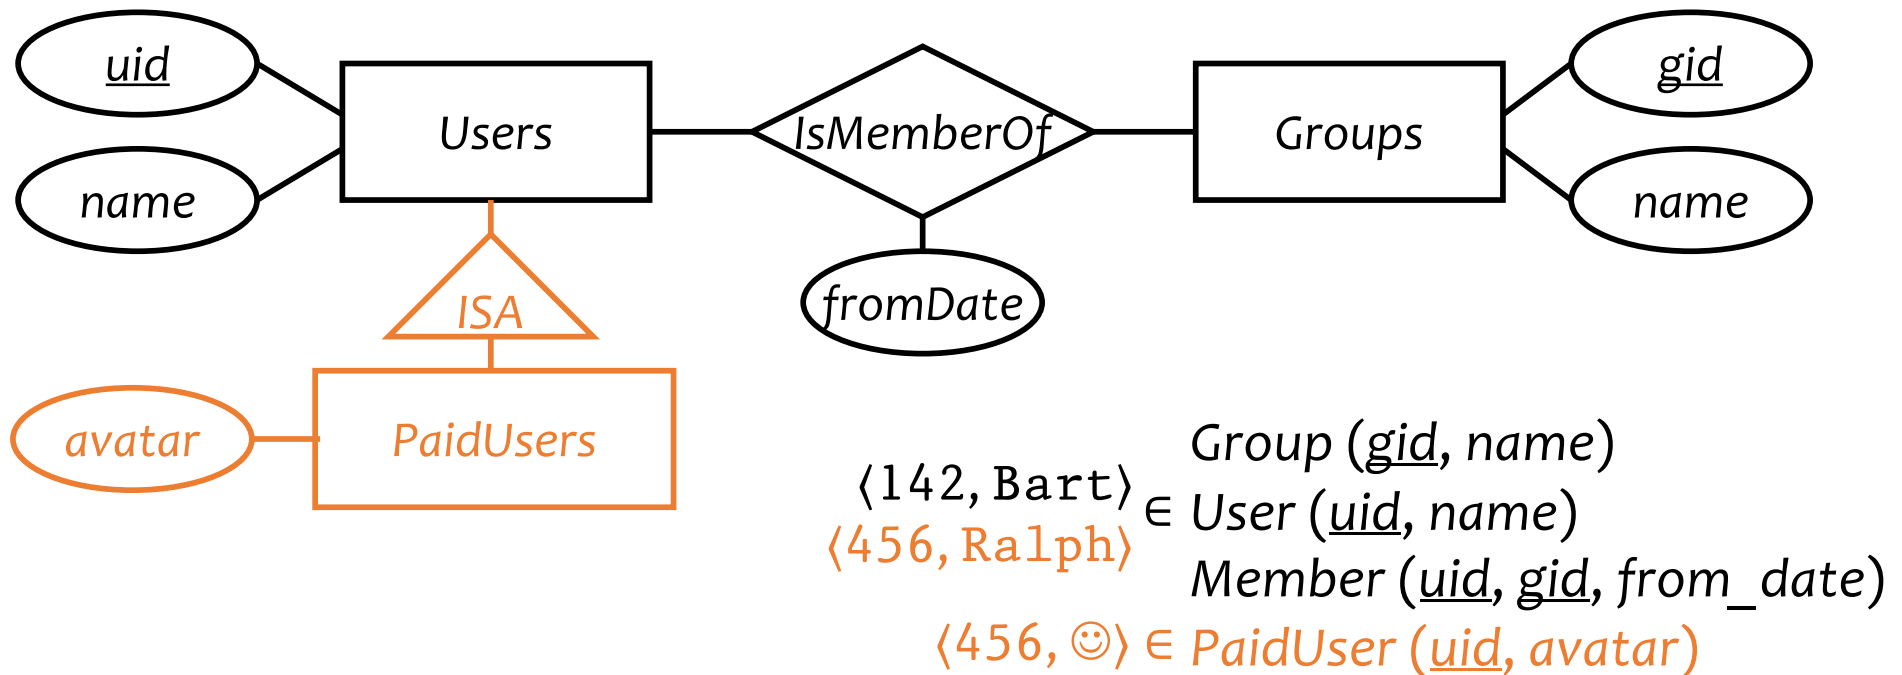 uid
name
Users
IsMemberOf
Groups
gid
name
fromDate
ISA
avatar
PaidUsers
Group (gid, name)
⟨142, Bart⟩
⟨456, Ralph⟩
∈ User (uid, name)
Member (uid, gid, from_date)
⟨456, ☺⟩ ∈ PaidUser (uid, avatar)